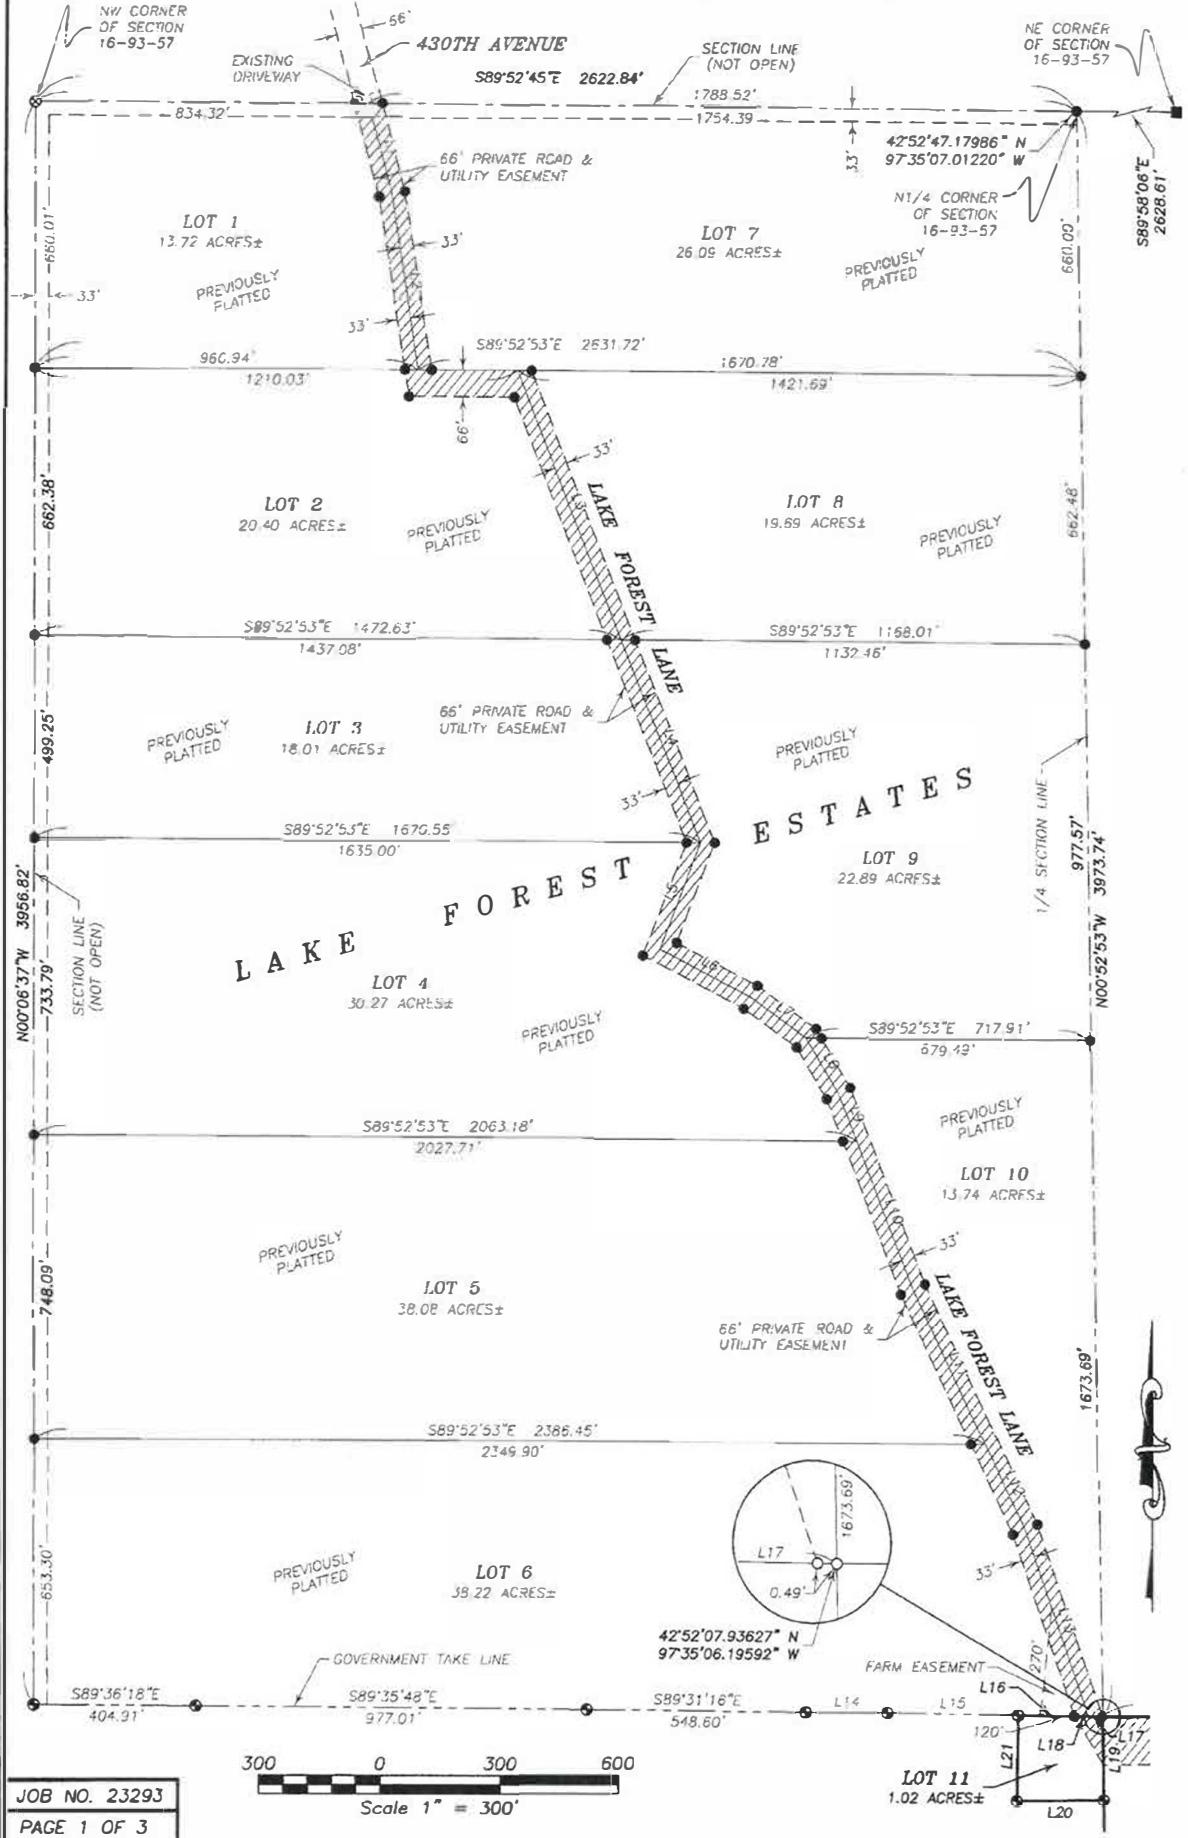 NW CORNER
OF SECTION
16-93-57
66'
430TH AVENUE
EXISTING
DRIVEWAY
S89°52'45"E 2622.84'
SECTION LINE
(NOT OPEN)
NE CORNER
OF SECTION
16-93-57
834.32'
1788.52'
1754.39
33'
42°52'47.17986" N
97°35'07.01220" W
S89°58'06"E
2628.61'
66' PRIVATE ROAD &
UTILITY EASEMENT
N1/4 CORNER
OF SECTION
16-93-57
LOT 1
13.72 ACRES±
660.01'
33'
LOT 7
26.09 ACRES±
660.00'
PREVIOUSLY
PLATTED
PREVIOUSLY
PLATTED
33'
33'
960.94'
1210.03'
S89°52'53"E 2631.72'
1670.78'
1421.69'
66'
33'
662.38'
LOT 2
20.40 ACRES±
PREVIOUSLY
PLATTED
L3
LAKE FOREST LANE
LOT 8
19.69 ACRES±
PREVIOUSLY
PLATTED
662.48'
S89°52'53"E 1472.63'
1437.08'
S89°52'53"E 1168.01'
1132.46'
499.25'
PREVIOUSLY
PLATTED
LOT 3
18.01 ACRES±
66' PRIVATE ROAD &
UTILITY EASEMENT
L4
33'
PREVIOUSLY
PLATTED
S89°52'53"E 1670.55'
1635.00'
LAKE FOREST ESTATES
LOT 9
22.89 ACRES±
1/4 SECTION LINE
977.57'
N00°52'53"W 3973.74'
N00°06'37"W 3956.82'
733.79'
SECTION LINE
(NOT OPEN)
L5
L6
LOT 4
30.27 ACRES±
PREVIOUSLY
PLATTED
L7
S89°52'53"E 717.91'
679.49'
L8
L9
PREVIOUSLY
PLATTED
S89°52'53"E 2063.18'
2027.71'
LOT 10
13.74 ACRES±
L10
33'
748.09'
PREVIOUSLY
PLATTED
LOT 5
38.08 ACRES±
66' PRIVATE ROAD &
UTILITY EASEMENT
LAKE FOREST LANE
L11
1673.69'
S89°52'53"E 2386.45'
2349.90'
L12
653.30'
PREVIOUSLY
PLATTED
LOT 6
38.22 ACRES±
L17
1673.69'
0.49'
33'
L13
42°52'07.93627" N
97°35'06.19592" W
GOVERNMENT TAKE LINE
FARM EASEMENT
270'
S89°36'18"E
404.91'
S89°35'48"E
977.01'
S89°31'16"E
548.60'
L14
L15
L16
120'
L17
L18
L19
L21
LOT 11
1.02 ACRES±
L20
300 0 300 600
Scale 1" = 300'
JOB NO. 23293
PAGE 1 OF 3